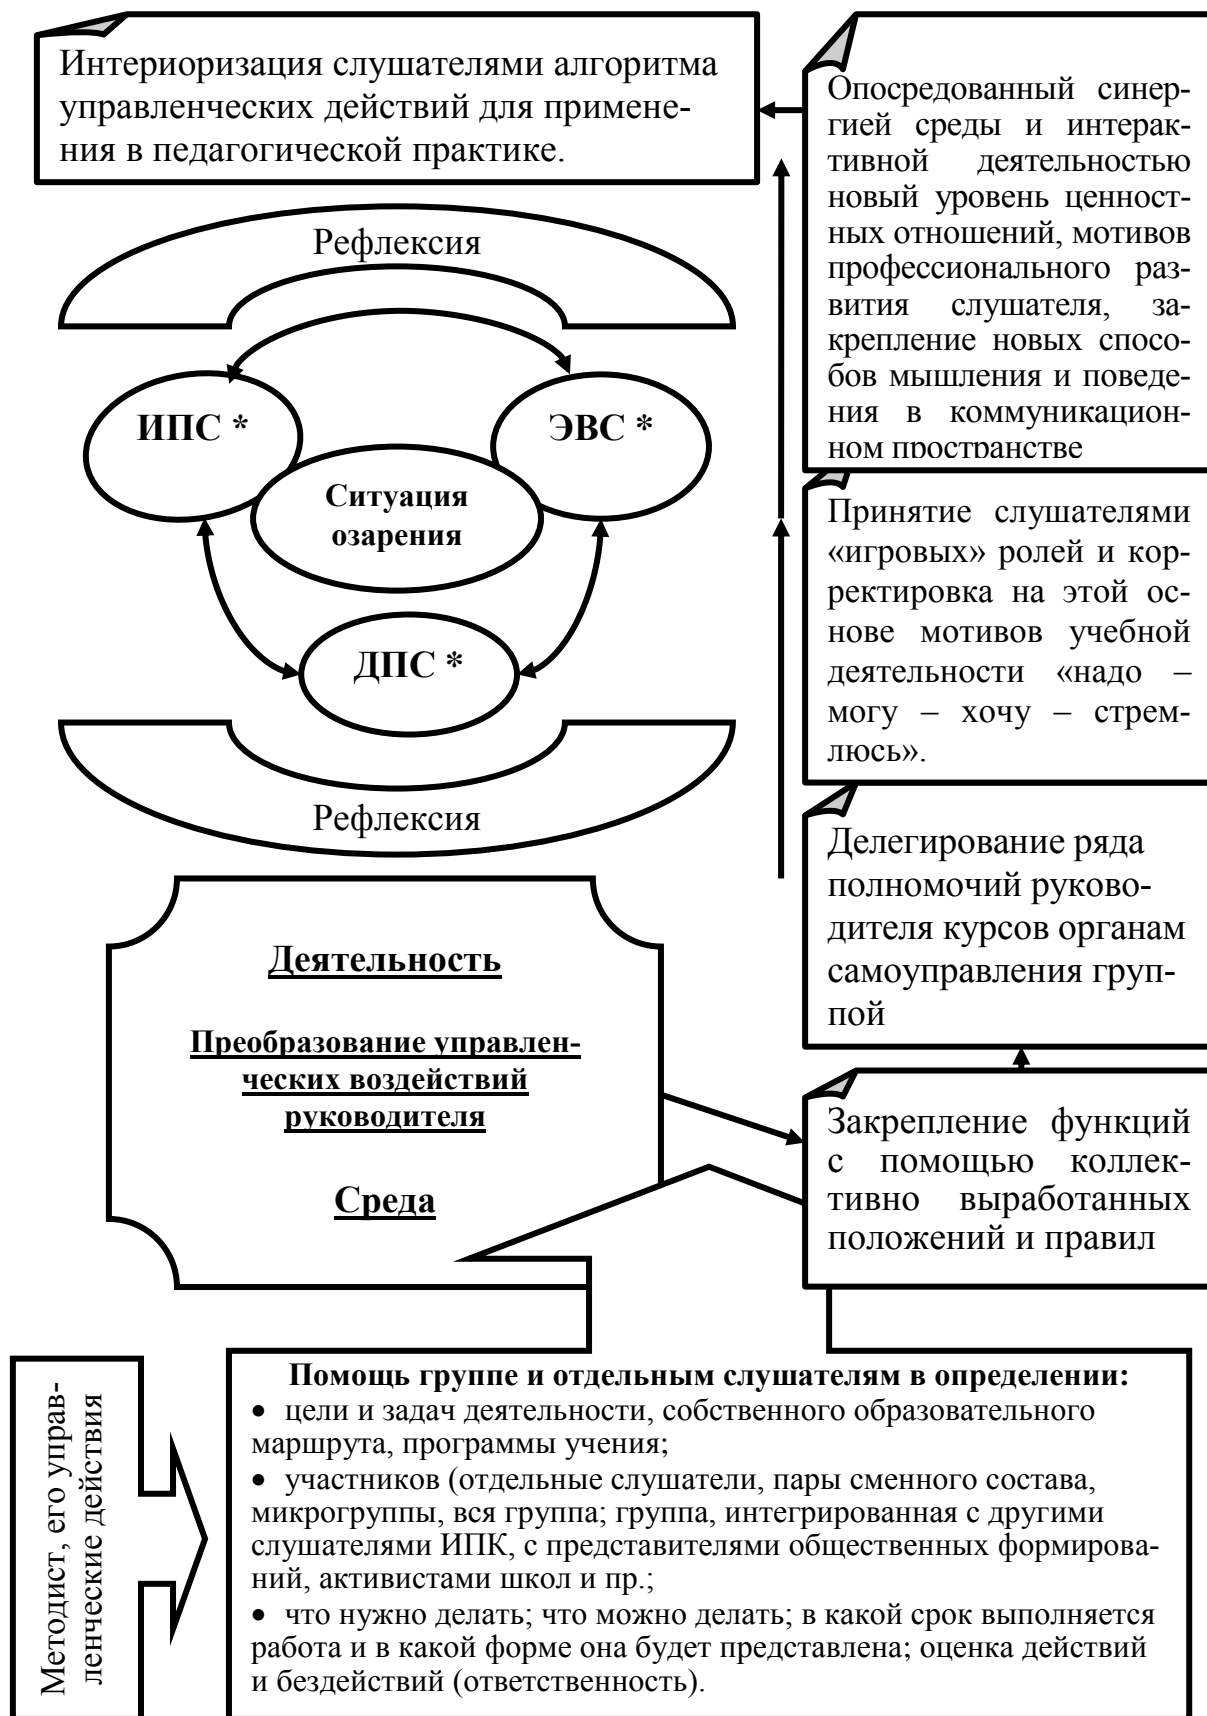 Интериоризация слушателями алгоритма
управленческих действий для примене-
ния в педагогической практике.
Опосредованный синер-
гией среды и интерак-
тивной деятельностью
новый уровень ценност-
ных отношений, мотивов
профессионального раз-
вития слушателя, за-
крепление новых спосо-
бов мышления и поведе-
ния в коммуникацион-
ном пространстве
Рефлексия
ИПС *
ЭВС *
Ситуация
озарения
ДПС *
Рефлексия
Принятие слушателями
«игровых» ролей и кор-
ректировка на этой ос-
нове мотивов учебной
деятельности «надо –
могу – хочу – стрем-
люсь».
Делегирование ряда
полномочий руково-
дителя курсов органам
самоуправления груп-
пой
Деятельность
Преобразование управлен-
ческих воздействий
руководителя
Среда
Закрепление функций
с помощью коллек-
тивно выработанных
положений и правил
Методист, его управ-
ленческие действия
Помощь группе и отдельным слушателям в определении:
• цели и задач деятельности, собственного образовательного
маршрута, программы учения;
• участников (отдельные слушатели, пары сменного состава,
микрогруппы, вся группа; группа, интегрированная с другими
слушателями ИПК, с представителями общественных формирова-
ний, активистами школ и пр.;
• что нужно делать; что можно делать; в какой срок выполняется
работа и в какой форме она будет представлена; оценка действий
и бездействий (ответственность).